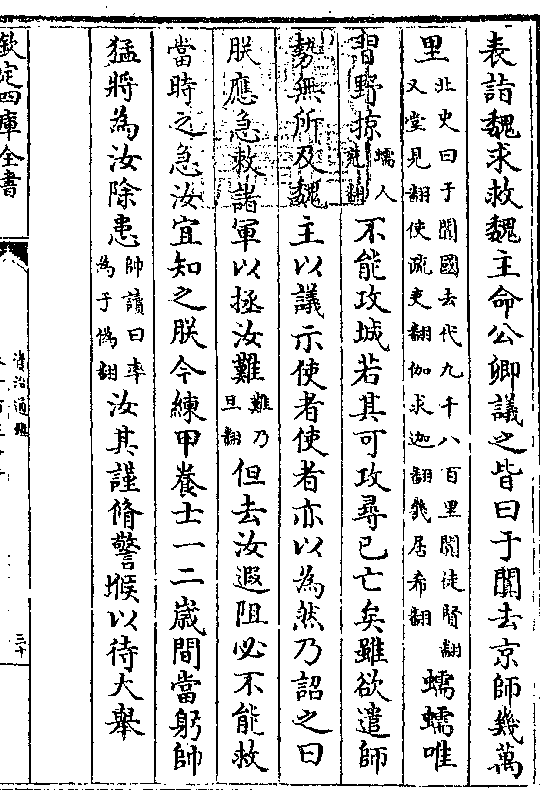 表詣魏求救魏主命公卿議之皆曰于闐去京師幾萬
里北史曰于闐國去代九千八百里闐徒賢翻又堂見翻使疏吏翻伽求迦翻幾居希翻蠕蠕唯
習野掠蠕人兖翻不能攻城若其可攻尋已亡矣雖欲遣師
勢無所及魏主以議示使者使者亦以為然乃詔之曰
朕應急救諸軍以拯汝難難乃旦翻但去汝遐阻必不能救
當時之急汝宜知之朕今練甲養士一二歲間當躬帥
猛將為汝除患帥讀曰率為于偽翻汝其謹脩警堠以待大舉
欽定四庫全書
資治通鑑
三十